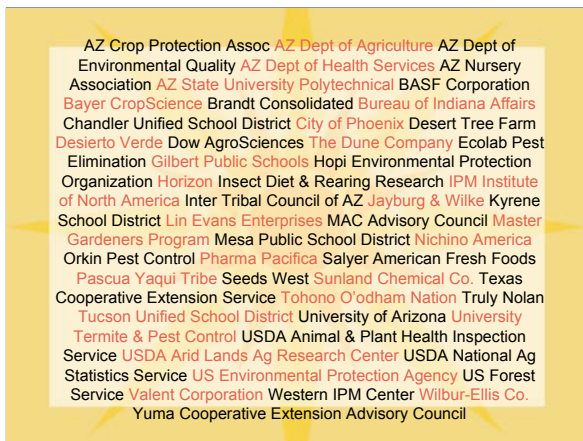 AZ Crop Protection Assoc AZ Dept of Agriculture AZ Dept of
Environmental Quality AZ Dept of Health Services AZ Nursery
Association AZ State University Polytechnical BASF Corporation
Bayer CropScience Brandt Consolidated Bureau of Indiana Affairs
Chandler Unified School District City of Phoenix Desert Tree Farm
Desierto Verde Dow AgroSciences The Dune Company Ecolab Pest
Elimination Gilbert Public Schools Hopi Environmental Protection
Organization Horizon Insect Diet & Rearing Research IPM Institute
of North America Inter Tribal Council of AZ Jayburg & Wilke Kyrene
School District Lin Evans Enterprises MAC Advisory Council Master
Gardeners Program Mesa Public School District Nichino America
Orkin Pest Control Pharma Pacifica Salyer American Fresh Foods
Pascua Yaqui Tribe Seeds West Sunland Chemical Co. Texas
Cooperative Extension Service Tohono O'odham Nation Truly Nolan
Tucson Unified School District University of Arizona University
Termite & Pest Control USDA Animal & Plant Health Inspection
Service USDA Arid Lands Ag Research Center USDA National Ag
Statistics Service US Environmental Protection Agency US Forest
Service Valent Corporation Western IPM Center Wilbur-Ellis Co.
Yuma Cooperative Extension Advisory Council